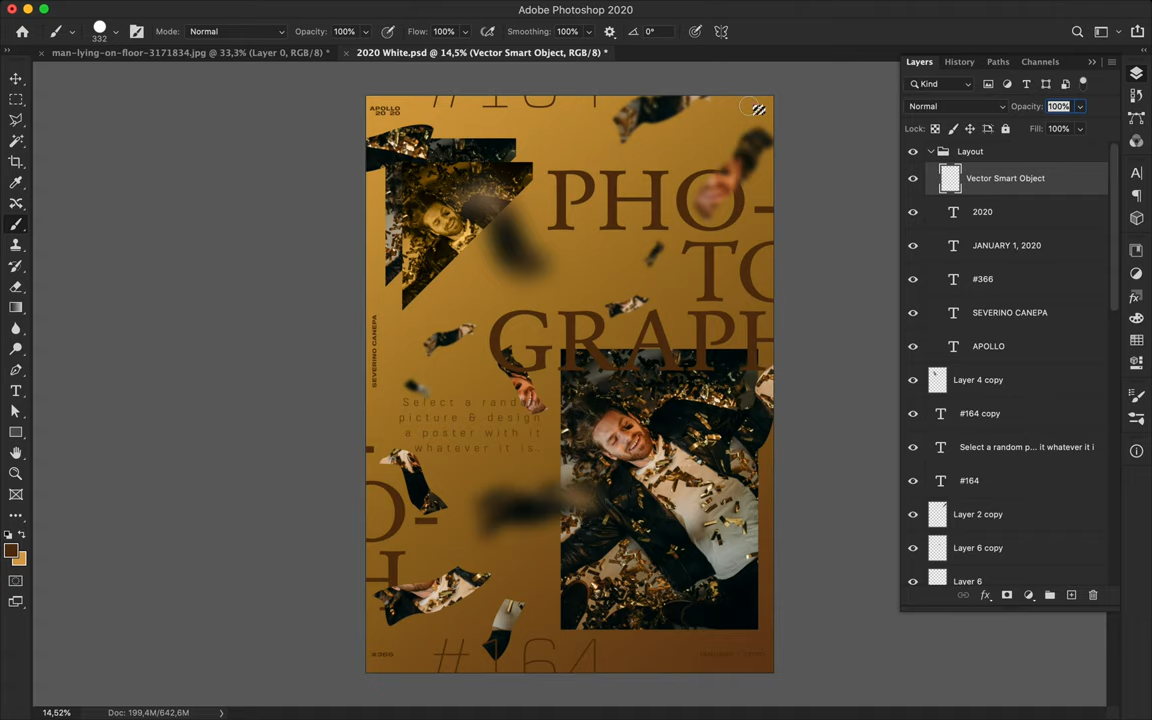 Adobe Photoshop 2020
332
Mode:
Normal
Opacity:
100%
Flow:
100%
Smoothing:
100%
0°
man-lying-on-floor-3171834.jpg @ 33,3% (Layer 0, RGB/8) *
2020 White.psd @ 14,5% (Vector Smart Object, RGB/8) *
Layers
History
Paths
Channels
Kind
Normal
Opacity:
100%
Lock:
Fill:
100%
Layout
Vector Smart Object
2020
JANUARY 1, 2020
#366
SEVERINO CANEPA
APOLLO
Layer 4 copy
#164 copy
Select a random p... it whatever it i
#164
Layer 2 copy
Layer 6 copy
Layer 6
#164
APOLLO
20 20
PHO-
TO
GRAPH
SEVERINO CANEPA
Select a random
picture & design
a poster with it
whatever it is.
O-
H
#366
#164
14,52%
Doc: 199,4M/642,6M